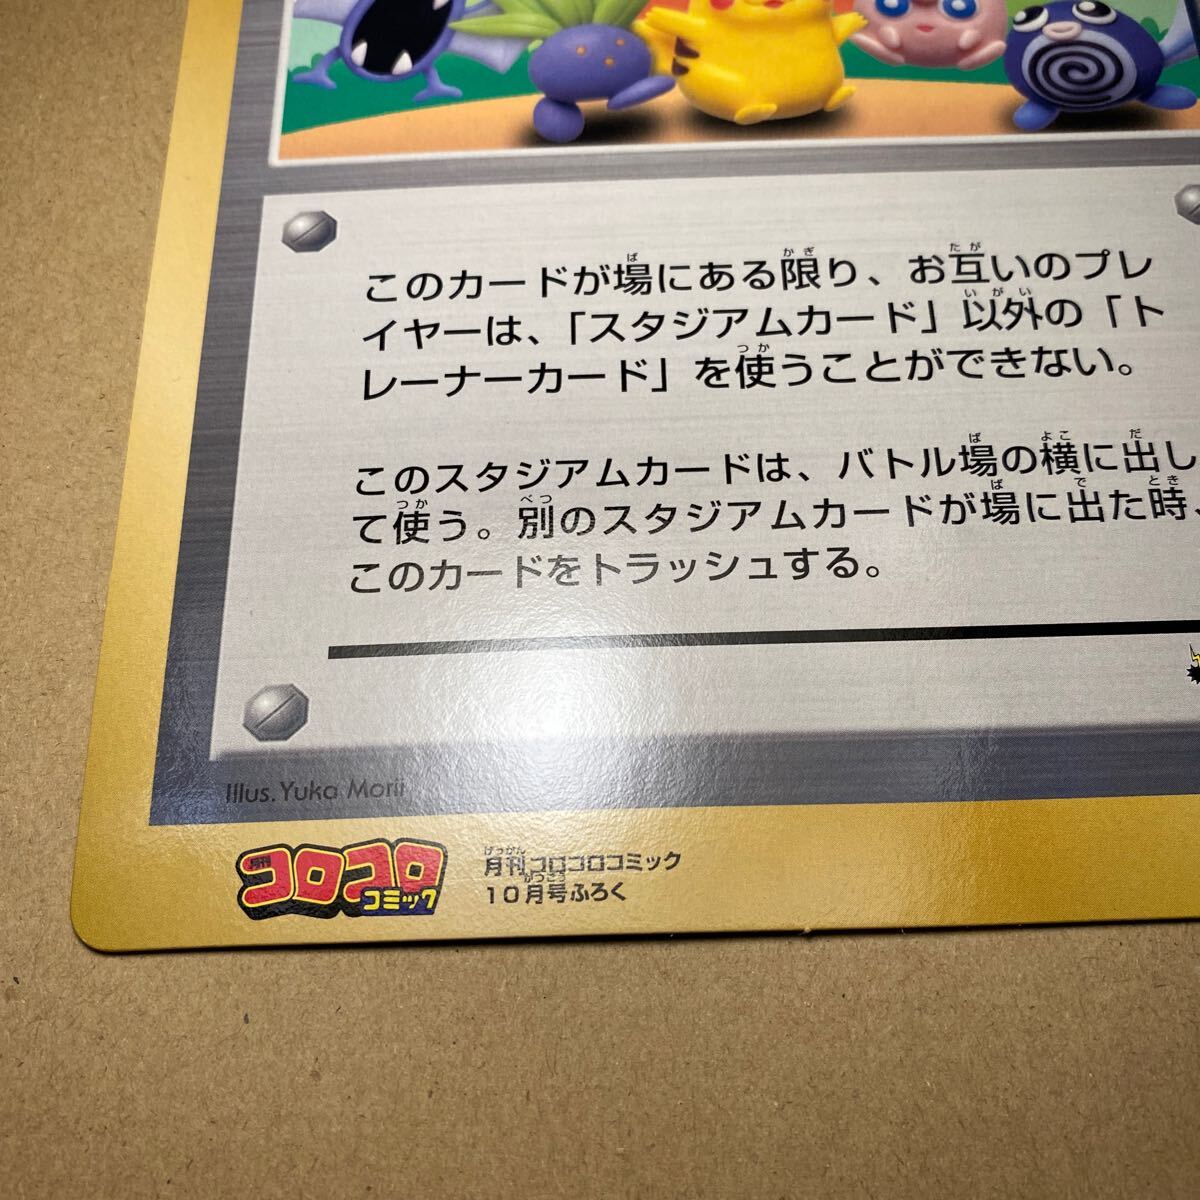 このカードが場にある限り、お互いのプレ
イヤーは、「スタジアムカード」以外の「ト
レーナーカード」を使うことができない。
このスタジアムカードは、バトル場の横に出し
て使う。別のスタジアムカードが場に出た時、
このカードをトラッシュする。
Illus. Yuka Morii
月刊コロコロコミック
月刊コロコロコミック
10月号ふろく